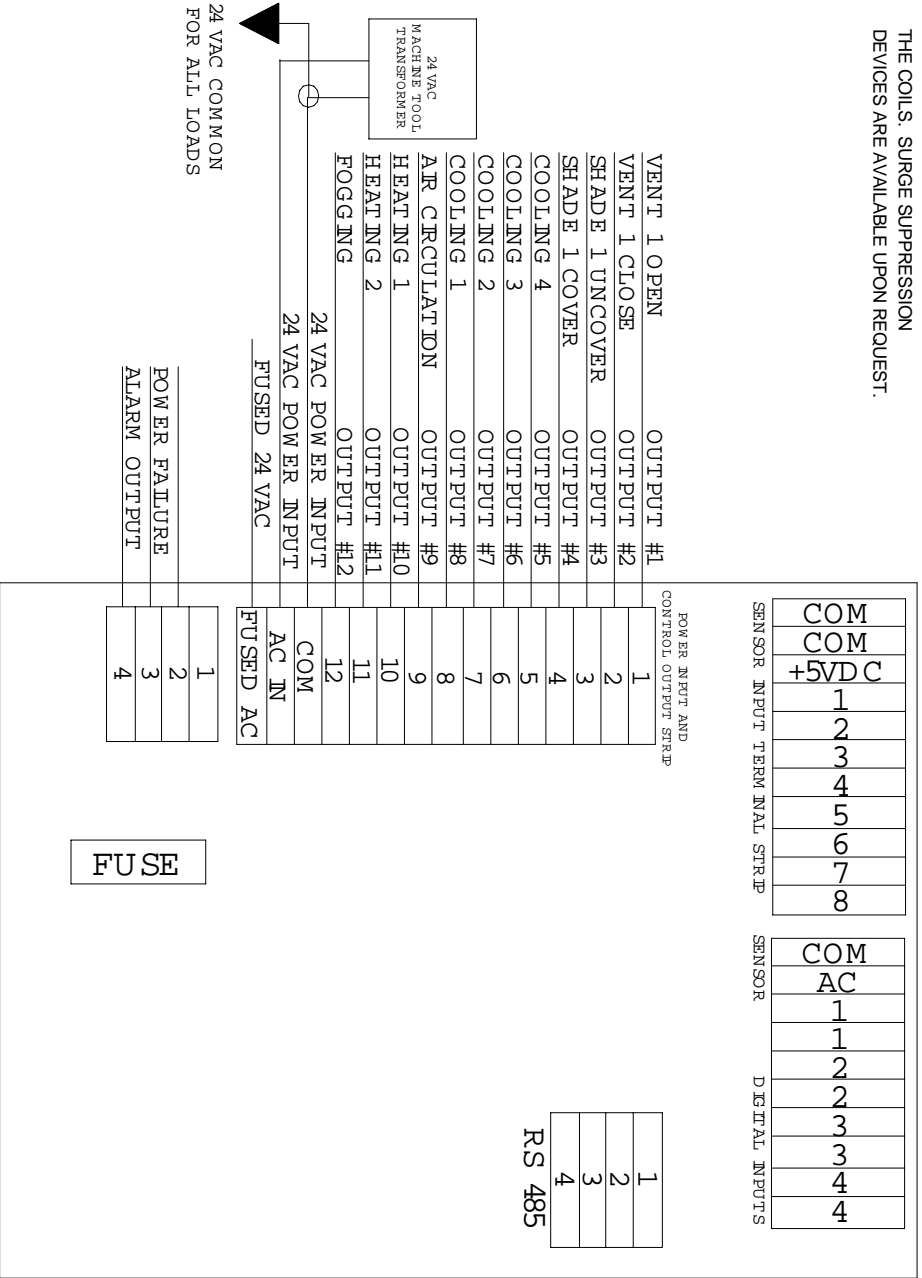 THE COILS. SURGE SUPPRESSION
DEVICES ARE AVAILABLE UPON REQUEST.
24 VAC
MACHINE TOOL
TRANSFORMER
24 VAC COMMON
FOR ALL LOADS
VENT 1 OPEN OUTPUT #1
VENT 1 CLOSE OUTPUT #2
SHADE 1 UNCOVER OUTPUT #3
SHADE 1 COVER OUTPUT #4
COOLING 4 OUTPUT #5
COOLING 3 OUTPUT #6
COOLING 2 OUTPUT #7
COOLING 1 OUTPUT #8
AIR CIRCULATION OUTPUT #9
HEATING 1 OUTPUT #10
HEATING 2 OUTPUT #11
FOGGING OUTPUT #12
24 VAC POWER INPUT
24 VAC POWER INPUT
FUSED 24 VAC
POWER FAILURE
ALARM OUTPUT
POWER INPUT AND
CONTROL OUTPUT STRIP
1
2
3
4
5
6
7
8
9
10
11
12
COM
AC IN
FUSED AC
1
2
3
4
FUSE
COM
COM
+5VDC
1
2
3
4
5
6
7
8
SENSOR INPUT TERMINAL STRIP
COM
AC
1
1
2
2
3
3
4
4
SENSOR DIGITAL INPUTS
1
2
3
4
RS 485